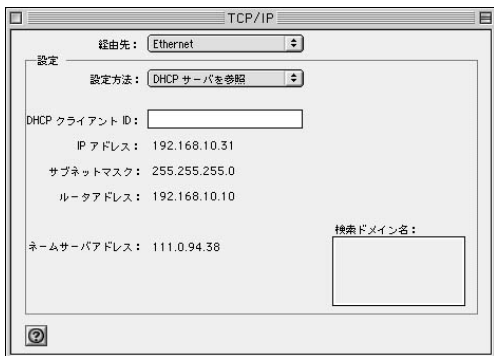 TCP/IP
経由先： Ethernet
設定
設定方法： DHCP サーバを参照
DHCP クライアント ID：
IP アドレス： 192.168.10.31
サブネットマスク： 255.255.255.0
ルータアドレス： 192.168.10.10
検索ドメイン名：
ネームサーバアドレス： 111.0.94.38
?